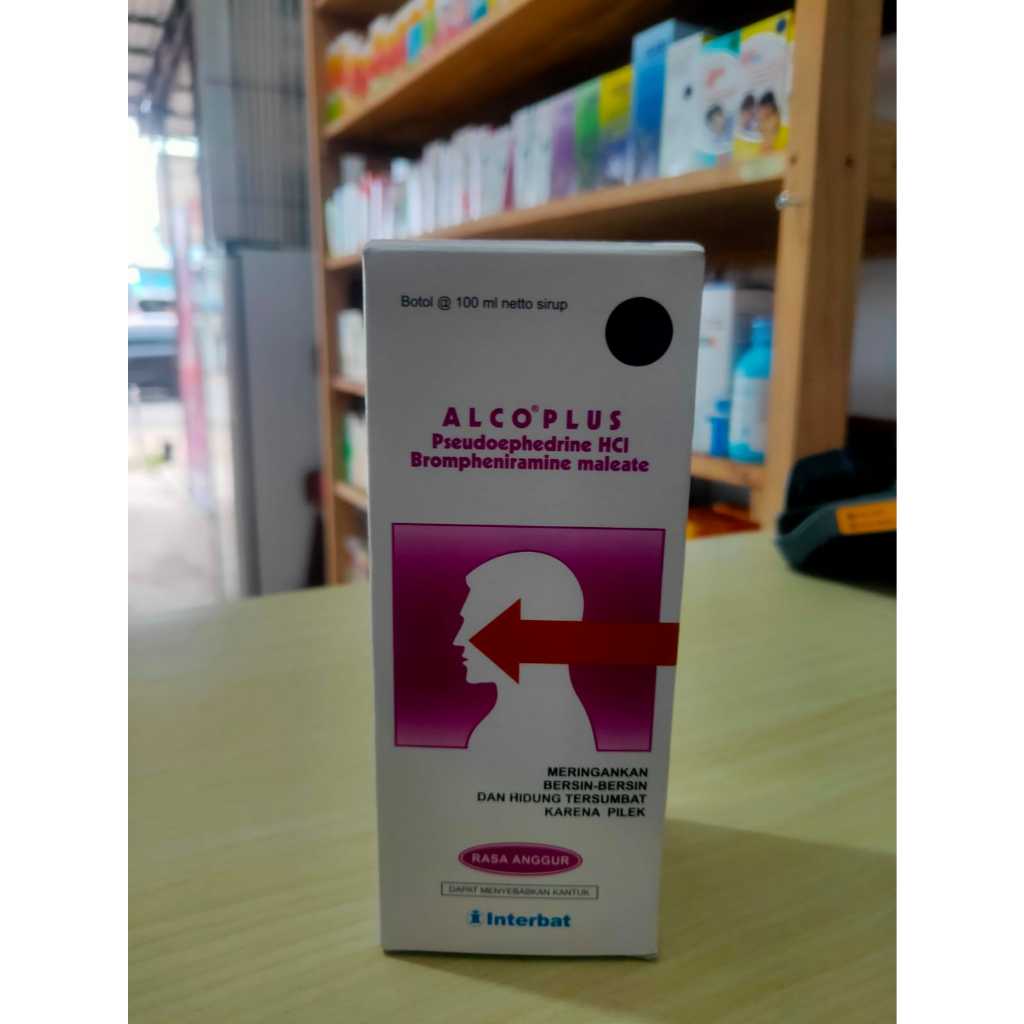 Botol @ 100 ml netto sirup
ALCO® PLUS
Pseudoephedrine HCl
Brompheniramine maleate
MERINGANKAN
BERSIN-BERSIN
DAN HIDUNG TERSUMBAT
KARENA PILEK
RASA ANGGUR
DAPAT MENYEBABKAN KANTUK
Interbat